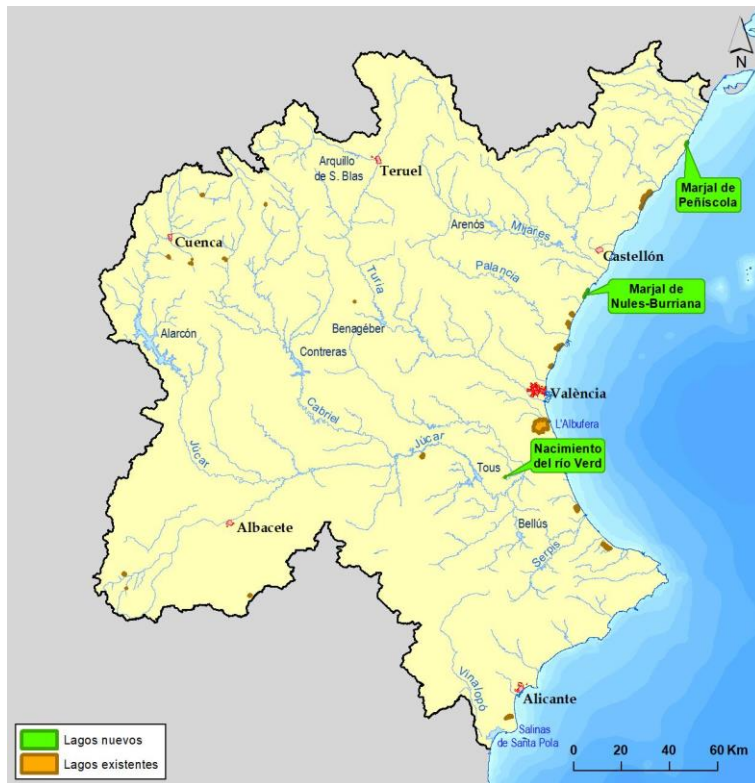 N
Marjal de
Peñíscola
Arquillo
de S. Blas
Teruel
Cuenca
Arenós
Mijares
Castellón
Palancia
Marjal de
Nules-Burriana
Turia
Benagéber
Alarcón
Contreras
València
Cabriel
L'Albufera
Júcar
Júcar
Tous
Nacimiento
del río Verd
Albacete
Bellús
Serpis
Vinalopó
Alicante
Salinas
de Santa Pola
Lagos nuevos
Lagos existentes
0 20 40 60 Km